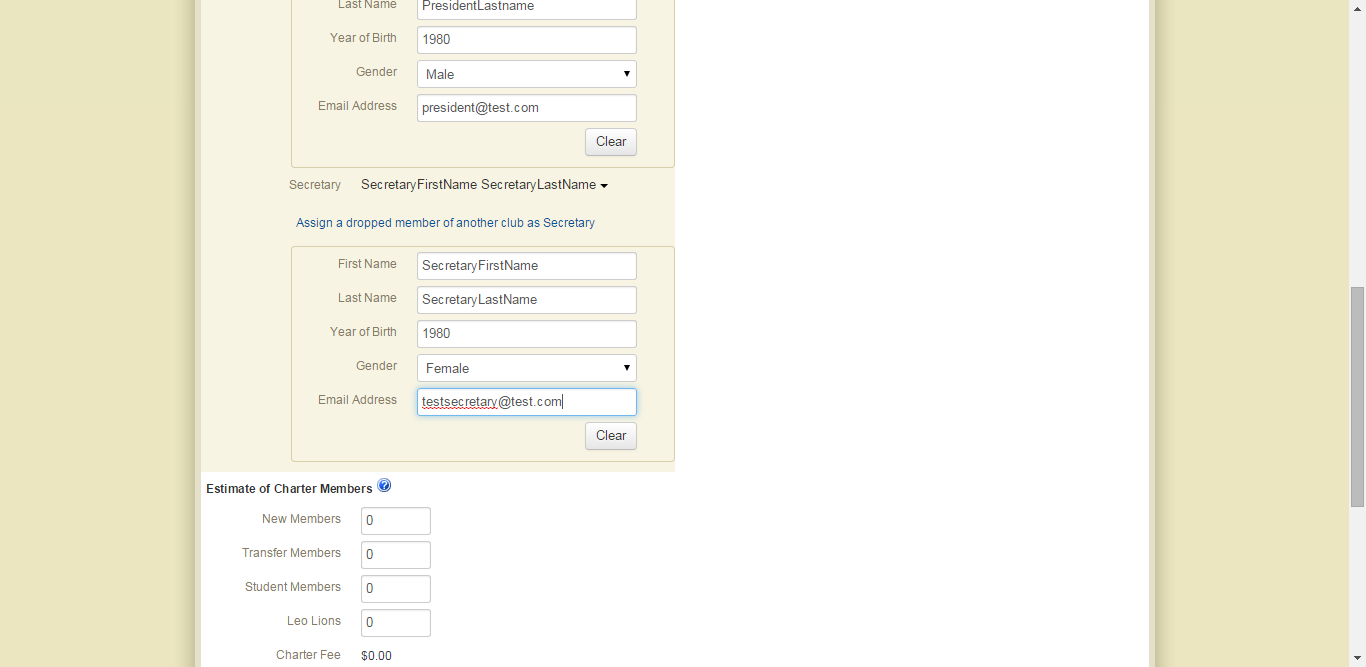 Last Name PresidentLastname
Year of Birth 1980
Gender Male
Email Address president@test.com
Clear
Secretary SecretaryFirstName SecretaryLastName
Assign a dropped member of another club as Secretary
First Name SecretaryFirstName
Last Name SecretaryLastName
Year of Birth 1980
Gender Female
Email Address testsecretary@test.com
Clear
Estimate of Charter Members ?
New Members 0
Transfer Members 0
Student Members 0
Leo Lions 0
Charter Fee $0.00